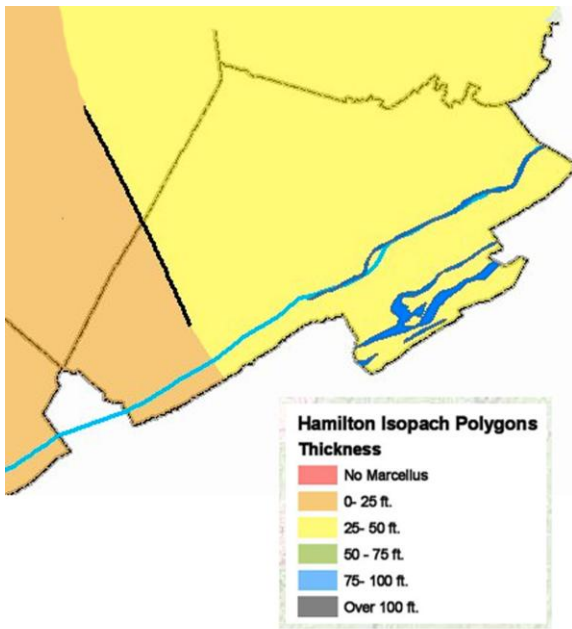 Hamilton Isopach Polygons
Thickness
No Marcellus
0- 25 ft.
25- 50 ft.
50 - 75 ft.
75- 100 ft.
Over 100 ft.